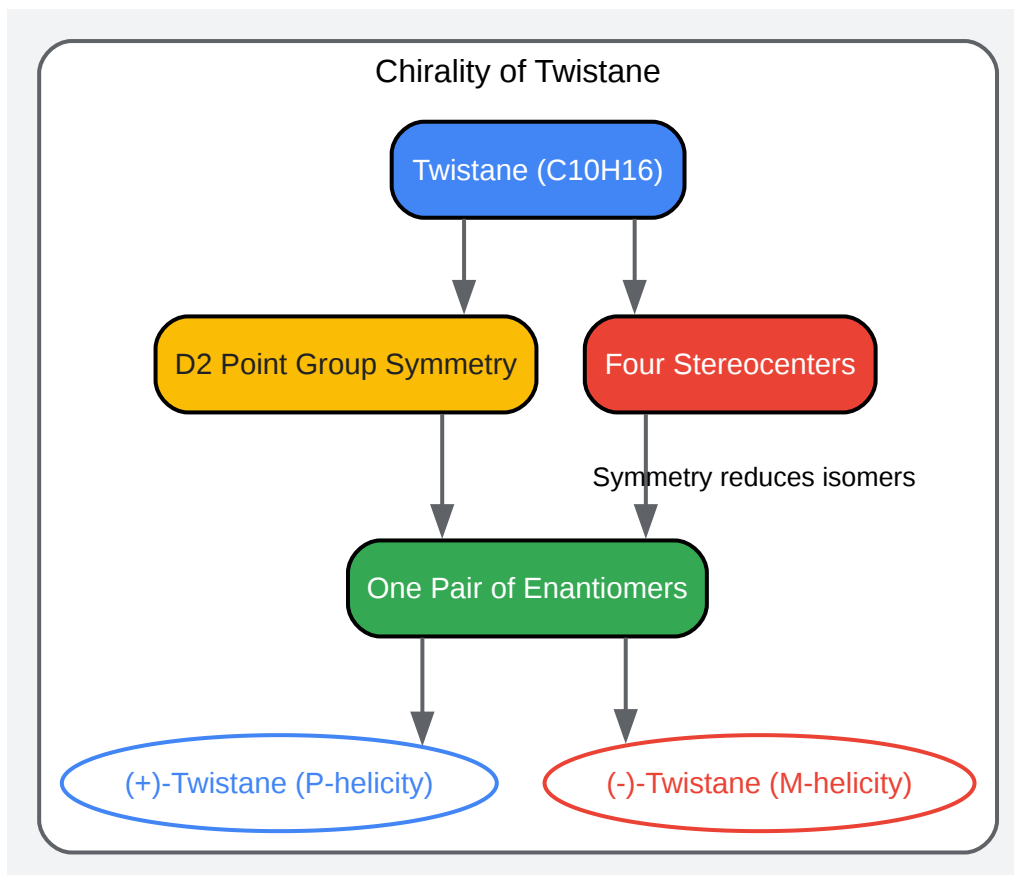 Chirality of Twistane
Twistane (C10H16)
D2 Point Group Symmetry
Four Stereocenters
Symmetry reduces isomers
One Pair of Enantiomers
(+)-Twistane (P-helicity)
(-)-Twistane (M-helicity)